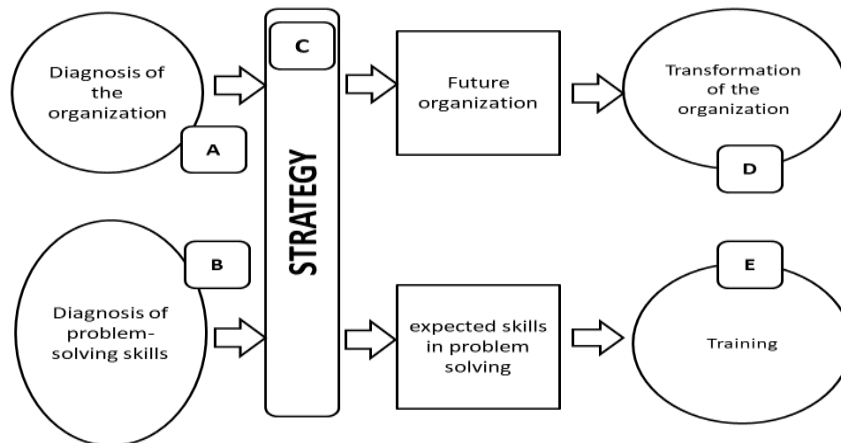 Diagnosis of
the
organization
A
C
STRATEGY
Future
organization
Transformation
of the
organization
D
B
Diagnosis of
problem-
solving skills
expected skills
in problem
solving
E
Training